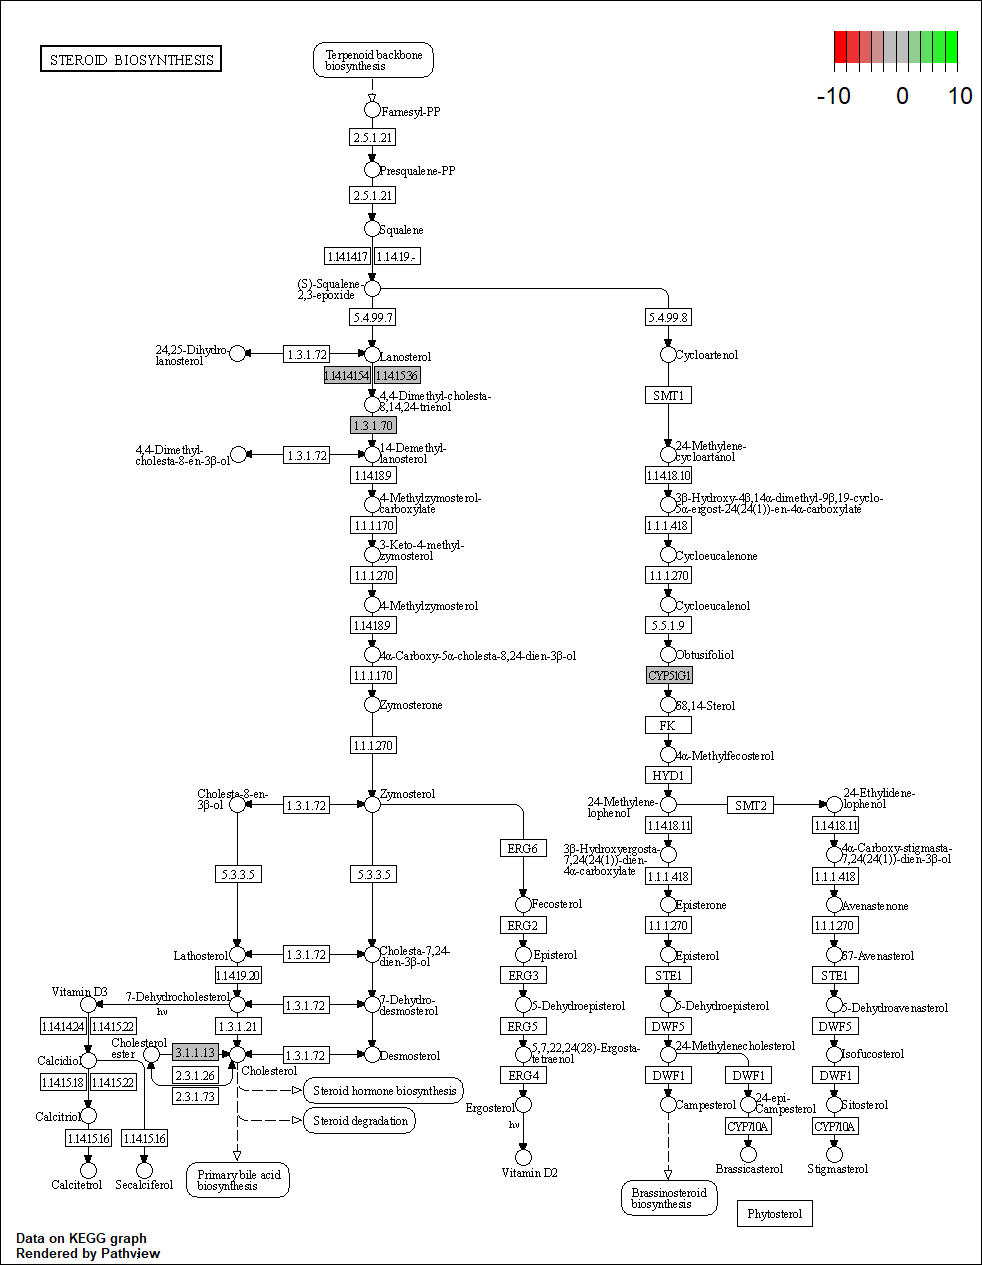 STEROID BIOSYNTHESIS
Terpenoid backbone
biosynthesis
-10 0 10
Farnesyl-PP
2.5.1.21
Presqualene-PP
2.5.1.21
Squalene
1.14.14.17 1.14.19.-
(S)-Squalene-
2,3-epoxide
5.4.99.7 5.4.99.8
24,25-Dihydro-
lanosterol
1.3.1.72
Lanosterol
Cycloartenol
1.14.14.154 1.14.15.36
4,4-Dimethyl-cholesta-
8,14,24-trienol
SMT1
1.3.1.70
4,4-Dimethyl-
cholesta-8-en-3β-ol
1.3.1.72
14-Demethyl-
lanosterol
24-Methylene-
cycloartanol
1.14.18.9 1.14.18.10
4-Methylzymosterol-
carboxylate
3β-Hydroxy-4β,14α-dimethyl-9β,19-cyclo-
5α-ergost-24(24(1))-en-4α-carboxylate
1.1.1.170 1.1.1.418
3-Keto-4-methyl-
zymosterol
Cycloeucalenone
1.1.1.270 1.1.1.270
4-Methylzymosterol Cycloeucalenol
1.14.18.9 5.5.1.9
4α-Carboxy-5α-cholesta-8,24-dien-3β-ol Obtusifoliol
1.1.1.170 CYP51G1
Zymosterone δ8,14-Sterol
FK
1.1.1.270
4α-Methylfecosterol
HYD1
Cholesta-8-en-
3β-ol
1.3.1.72
Zymosterol
24-Methylene-
lophenol
SMT2
24-Ethylidene-
lophenol
1.14.18.11 1.14.18.11
ERG6
3β-Hydroxyergosta-
7,24(24(1))-dien-
4α-carboxylate
4α-Carboxy-stigmasta-
7,24(24(1))-dien-3β-ol
5.3.3.5 5.3.3.5 1.1.1.418 1.1.1.418
Fecosterol Episterone Avenastenone
ERG2 1.1.1.270 1.1.1.270
Lathosterol
1.3.1.72
Cholesta-7,24-
dien-3β-ol
Episterol Episterol δ7-Avenasterol
1.14.19.20 ERG3 STE1 STE1
Vitamin D3
7-Dehydrocholesterol
hν
1.3.1.72
7-Dehydro-
desmosterol
5-Dehydroepisterol 5-Dehydroepisterol 5-Dehydroavenasterol
1.14.14.24 1.14.15.22 1.3.1.21 ERG5 DWF5 DWF5
Cholesterol
ester
Calcidiol
3.1.1.13
1.3.1.72
Desmosterol
5,7,22,24(28)-Ergosta-
tetraenol
24-Methylenecholesterol
Isofucosterol
Cholesterol
2.3.1.26
1.14.15.18 1.14.15.22 ERG4 DWF1 DWF1 DWF1
2.3.1.73
Steroid hormone biosynthesis
Calcitriol
Ergosterol
Campesterol
24-epi-
Campesterol
Sitosterol
Steroid degradation
hν
CYP710A CYP710A
1.14.15.16 1.14.15.16
Calcitetrol Secalciferol
Primary bile acid
biosynthesis
Vitamin D2
Brassicasterol Stigmasterol
Brassinosteroid
biosynthesis
Phytosterol
Data on KEGG graph
Rendered by Pathview